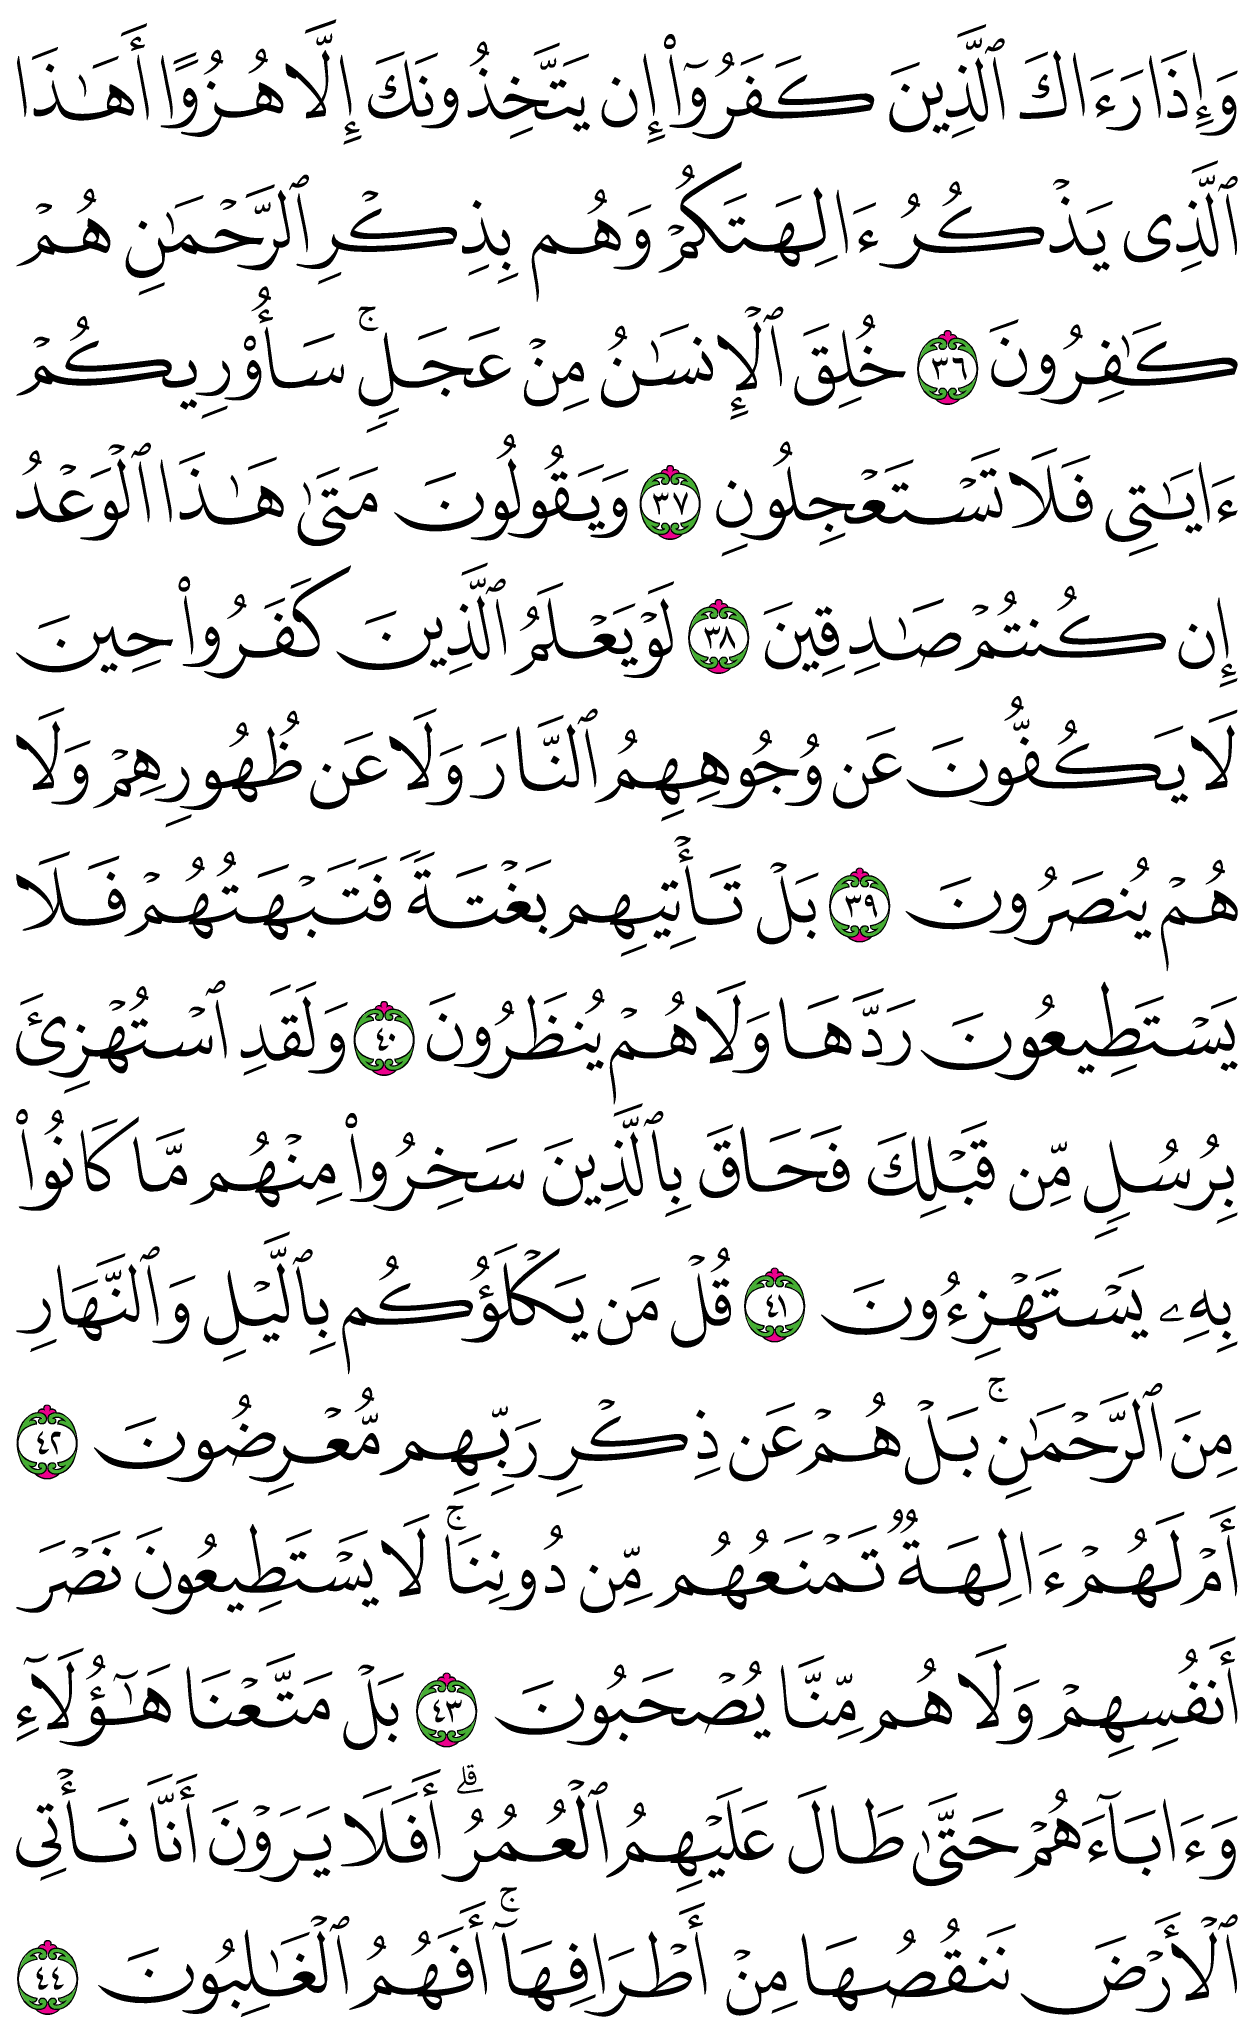 وَإِذَا رَءَاكَ ٱلَّذِينَ كَفَرُوٓا۟ إِن يَتَّخِذُونَكَ إِلَّا هُزُوًا أَهَـٰذَا
ٱلَّذِى يَذْكُرُ ءَالِهَتَكُمْ وَهُم بِذِكْرِ ٱلرَّحْمَـٰنِ هُمْ
كَـٰفِرُونَ ٣٦ خُلِقَ ٱلْإِنسَـٰنُ مِنْ عَجَلٍ ۚ سَأُو۟رِيكُمْ
ءَايَـٰتِى فَلَا تَسْتَعْجِلُونِ ٣٧ وَيَقُولُونَ مَتَىٰ هَـٰذَا ٱلْوَعْدُ
إِن كُنتُمْ صَـٰدِقِينَ ٣٨ لَوْ يَعْلَمُ ٱلَّذِينَ كَفَرُوا۟ حِينَ
لَا يَكُفُّونَ عَن وُجُوهِهِمُ ٱلنَّارَ وَلَا عَن ظُهُورِهِمْ وَلَا
هُمْ يُنصَرُونَ ٣٩ بَلْ تَأْتِيهِم بَغْتَةً فَتَبْهَتُهُمْ فَلَا
يَسْتَطِيعُونَ رَدَّهَا وَلَا هُمْ يُنظَرُونَ ٤٠ وَلَقَدِ ٱسْتُهْزِئَ
بِرُسُلٍ مِّن قَبْلِكَ فَحَاقَ بِٱلَّذِينَ سَخِرُوا۟ مِنْهُم مَّا كَانُوا۟
بِهِۦ يَسْتَهْزِءُونَ ٤١ قُلْ مَن يَكْلَؤُكُم بِٱلَّيْلِ وَٱلنَّهَارِ
مِنَ ٱلرَّحْمَـٰنِ ۚ بَلْ هُمْ عَن ذِكْرِ رَبِّهِم مُّعْرِضُونَ ٤٢
أَمْ لَهُمْ ءَالِهَةٌ تَمْنَعُهُم مِّن دُونِنَا ۚ لَا يَسْتَطِيعُونَ نَصْرَ
أَنفُسِهِمْ وَلَا هُم مِّنَّا يُصْحَبُونَ ٤٣ بَلْ مَتَّعْنَا هَـٰٓؤُلَآءِ
وَءَابَآءَهُمْ حَتَّىٰ طَالَ عَلَيْهِمُ ٱلْعُمُرُ ۗ أَفَلَا يَرَوْنَ أَنَّا نَأْتِى
ٱلْأَرْضَ نَنقُصُهَا مِنْ أَطْرَافِهَآ ۚ أَفَهُمُ ٱلْغَـٰلِبُونَ ٤٤